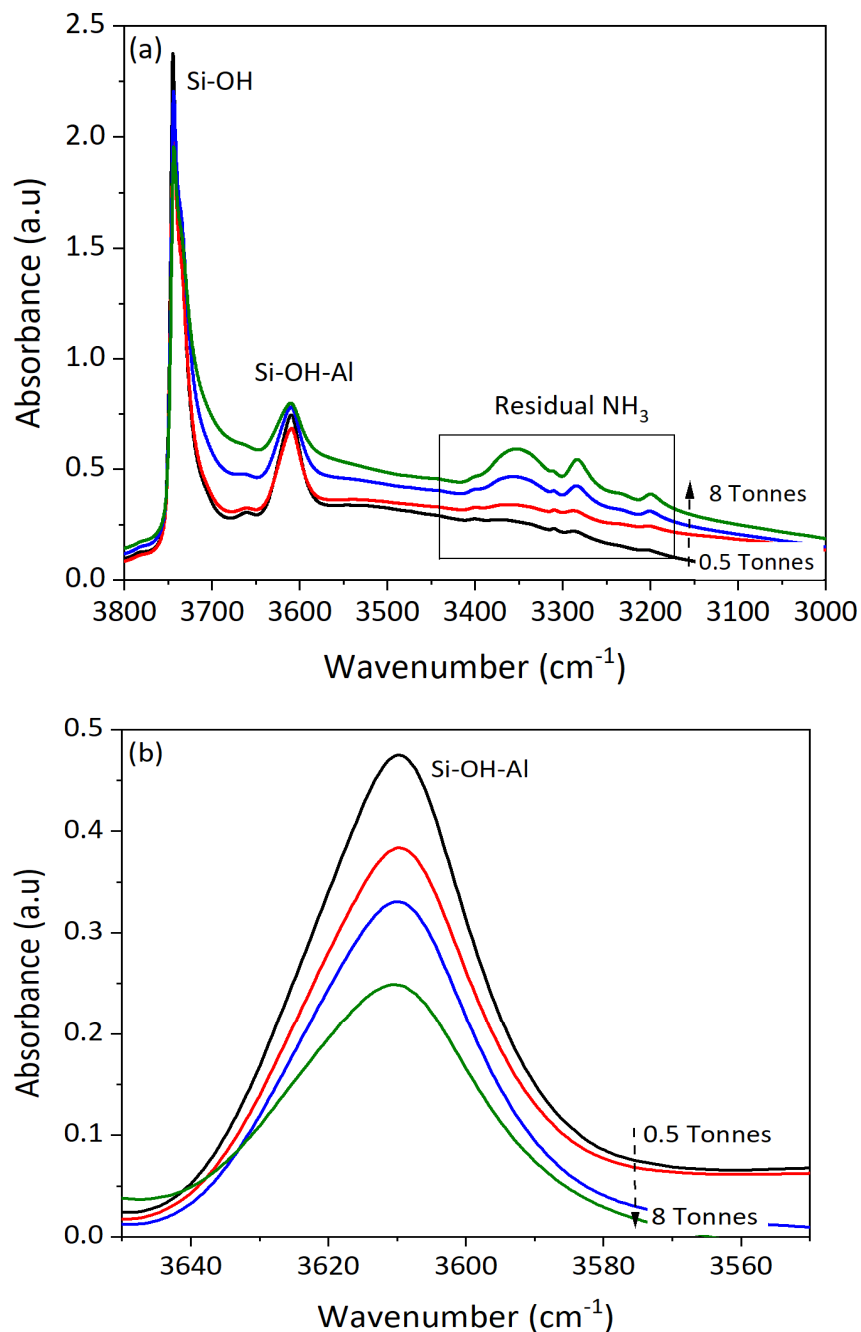 (a)
Si-OH
Si-OH-Al
Residual NH3
8 Tonnes
0.5 Tonnes
Absorbance (a.u)
2.5
2.0
1.5
1.0
0.5
0.0
3800 3700 3600 3500 3400 3300 3200 3100 3000
Wavenumber (cm-1)
(b)
Si-OH-Al
0.5 Tonnes
8 Tonnes
Absorbance (a.u)
0.5
0.4
0.3
0.2
0.1
0.0
3640 3620 3600 3580 3560
Wavenumber (cm-1)